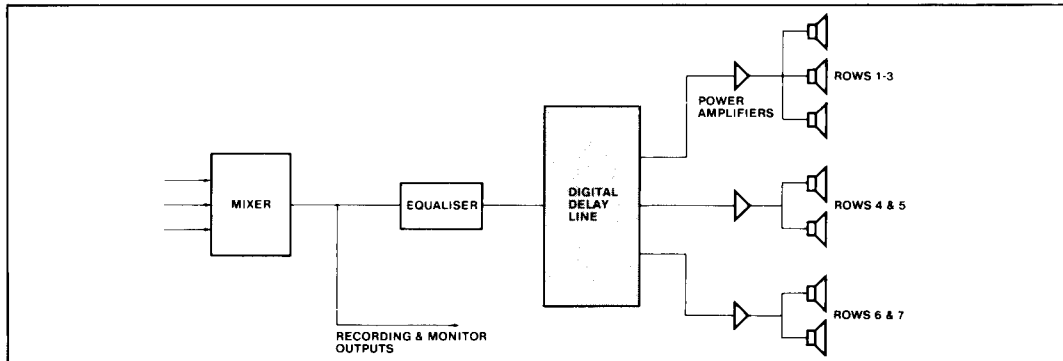 MIXER
RECORDING & MONITOR
OUTPUTS
EQUALISER
DIGITAL
DELAY
LINE
POWER
AMPLIFIERS
ROWS 1-3
ROWS 4 & 5
ROWS 6 & 7